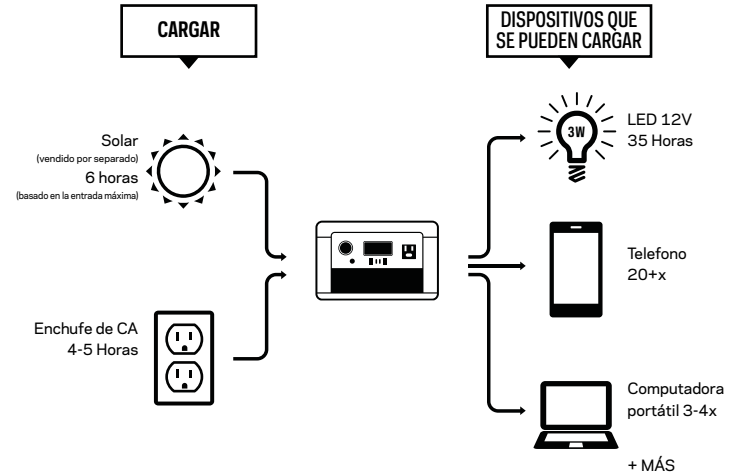 CARGAR
DISPOSITIVOS QUE
SE PUEDEN CARGAR
Solar
(vendido por separado)
6 horas
(basado en la entrada máxima)
Enchufe de CA
4-5 Horas
3W
LED 12V
35 Horas
Telefono
20+x
Computadora
portátil 3-4x
+ MÁS